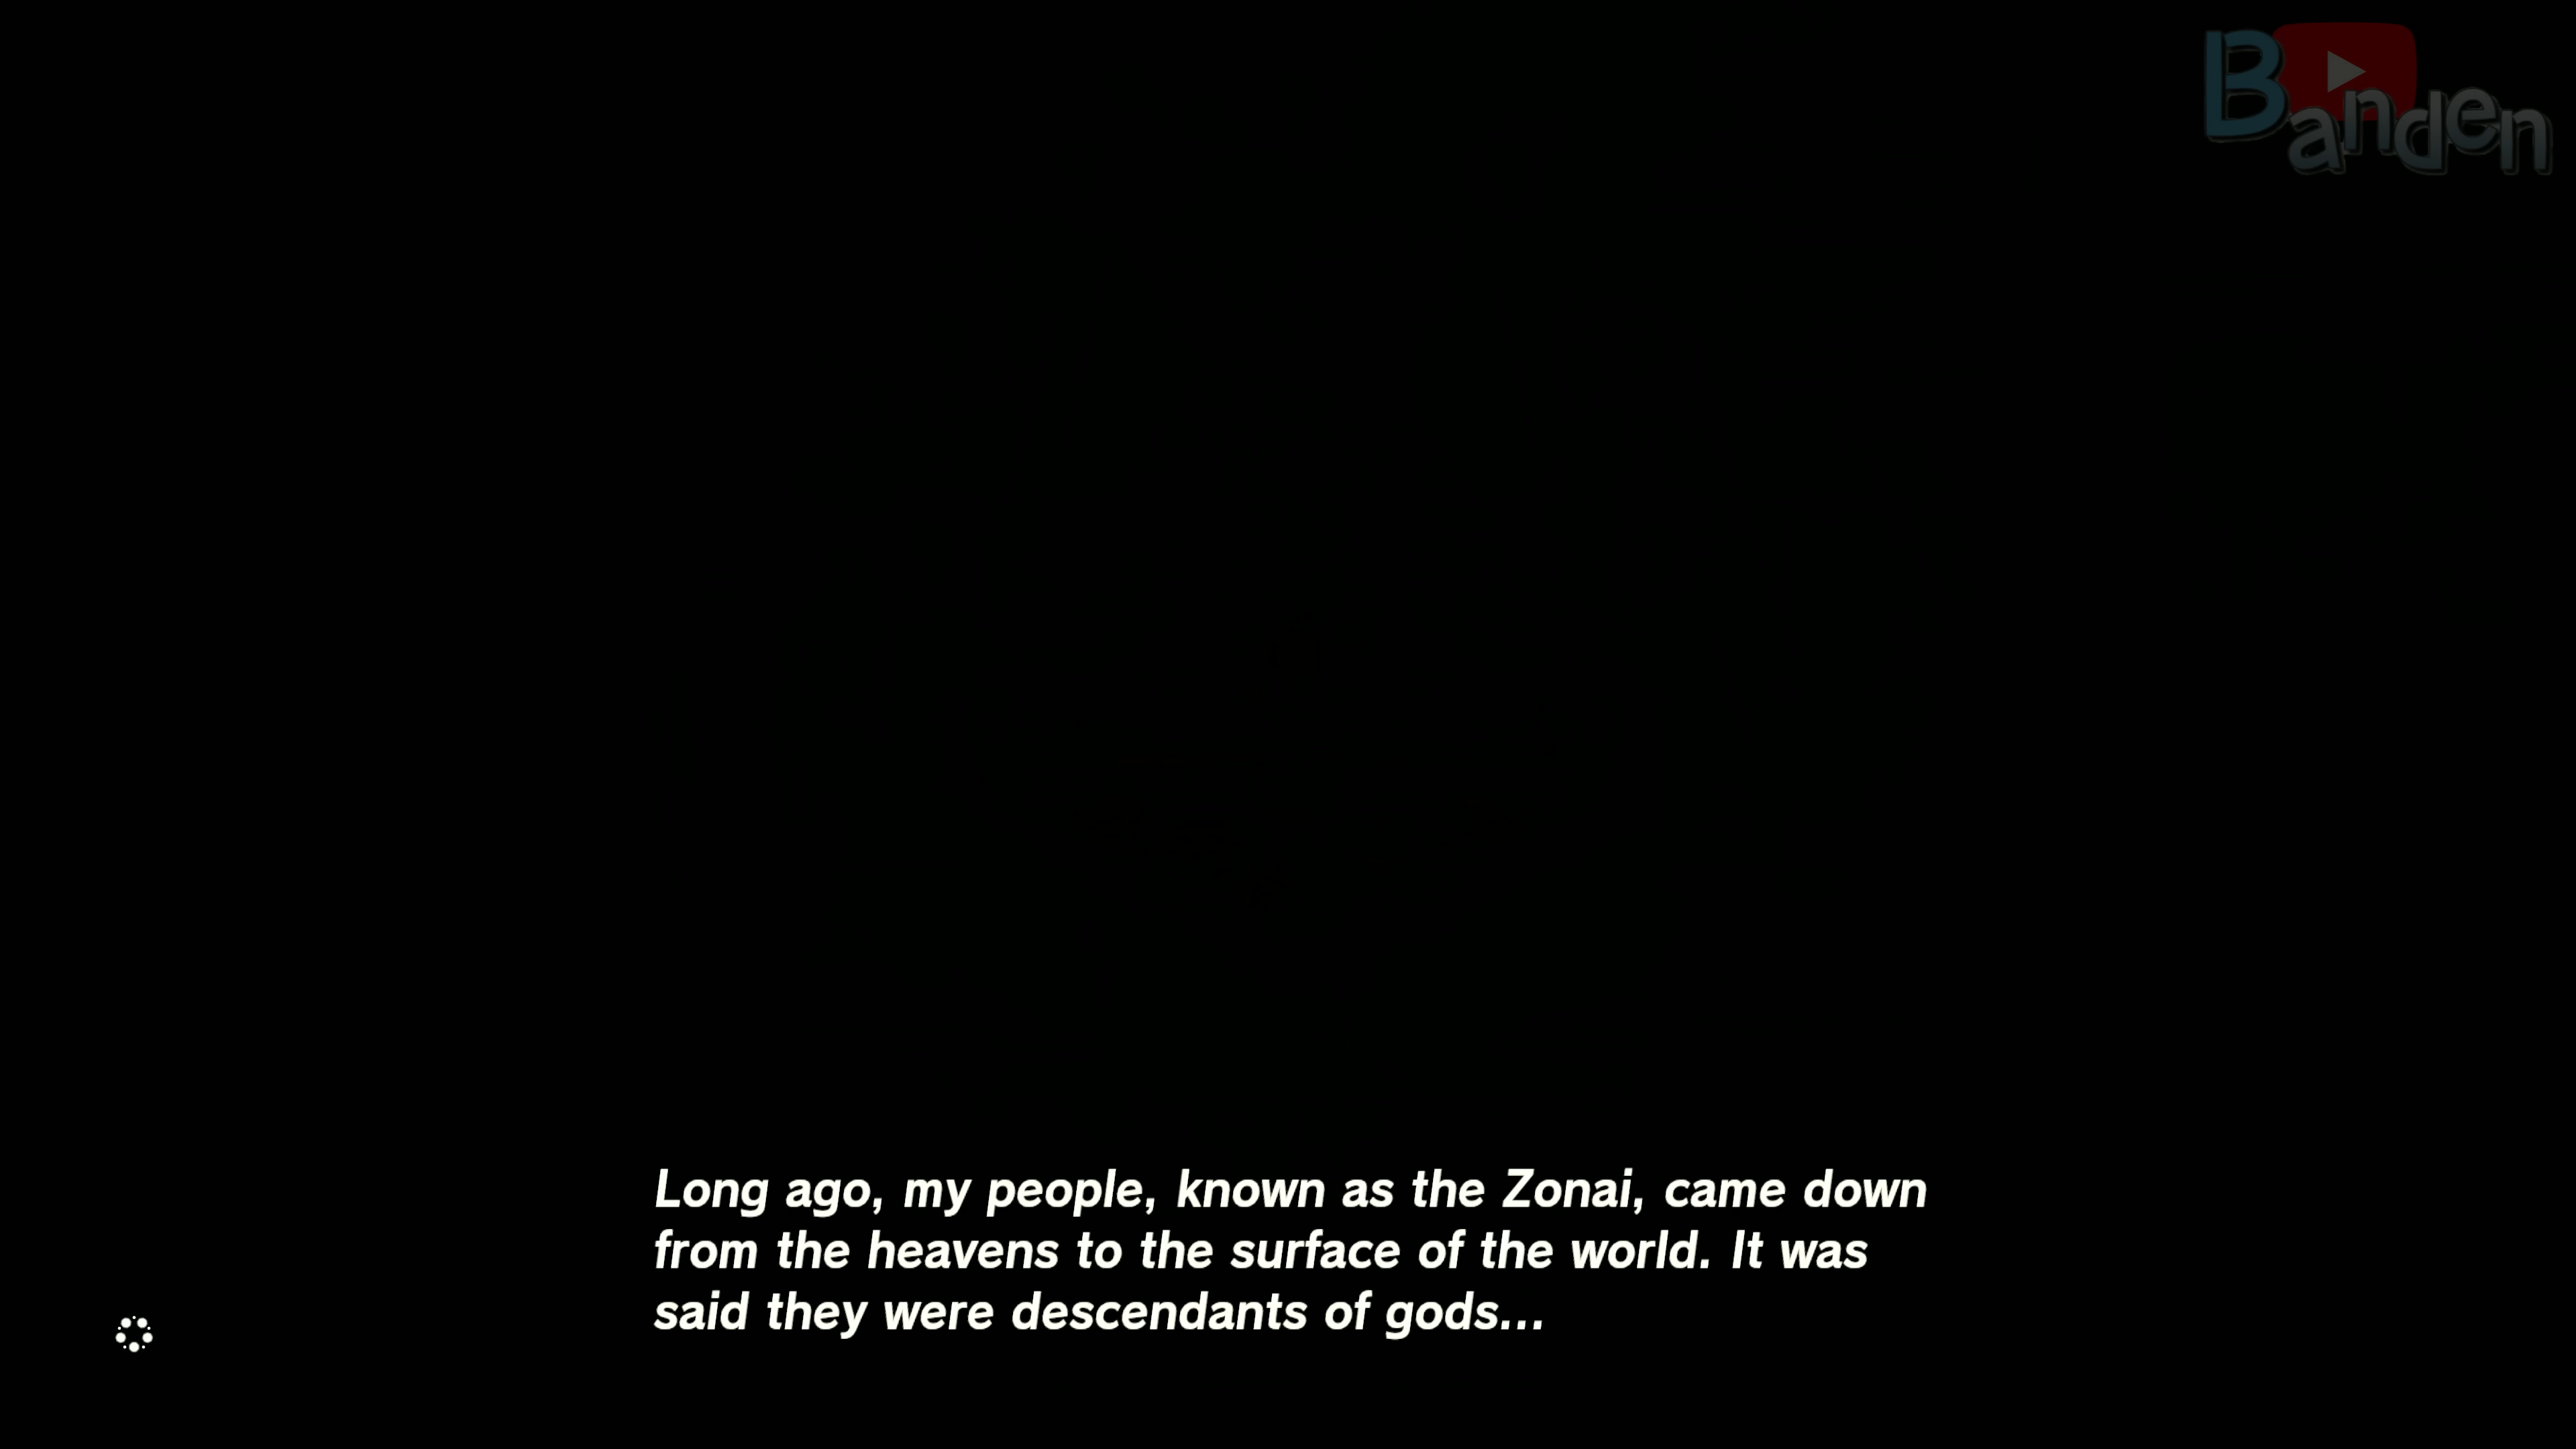 Banden
Long ago, my people, known as the Zonai, came down
from the heavens to the surface of the world. It was
said they were descendants of gods...